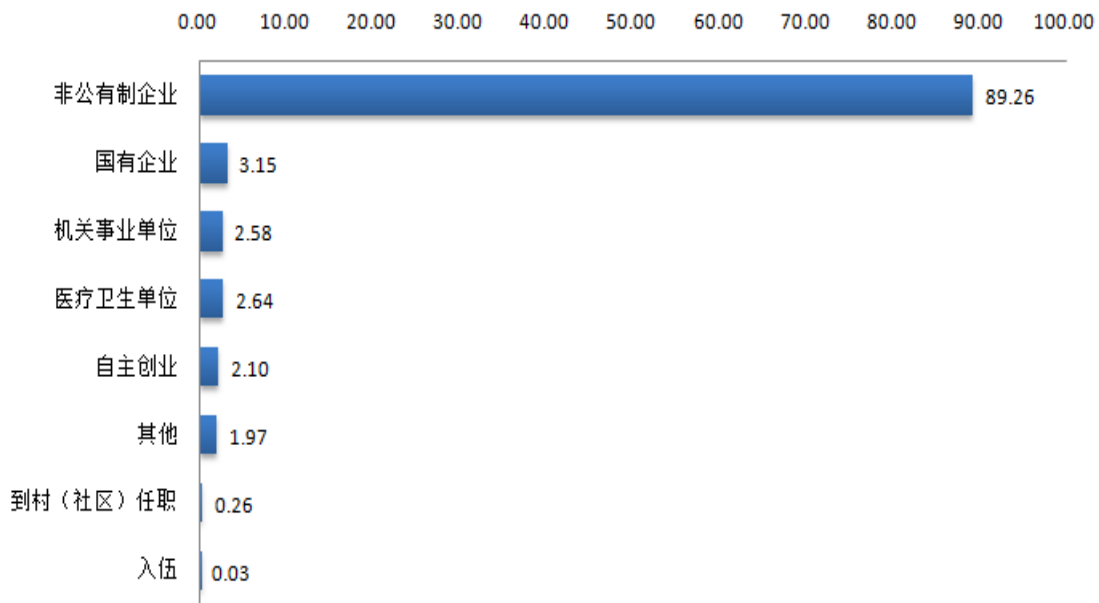 0.00 10.00 20.00 30.00 40.00 50.00 60.00 70.00 80.00 90.00 100.00
非公有制企业 89.26
国有企业 3.15
机关事业单位 2.58
医疗卫生单位 2.64
自主创业 2.10
其他 1.97
到村（社区）任职 0.26
入伍 0.03